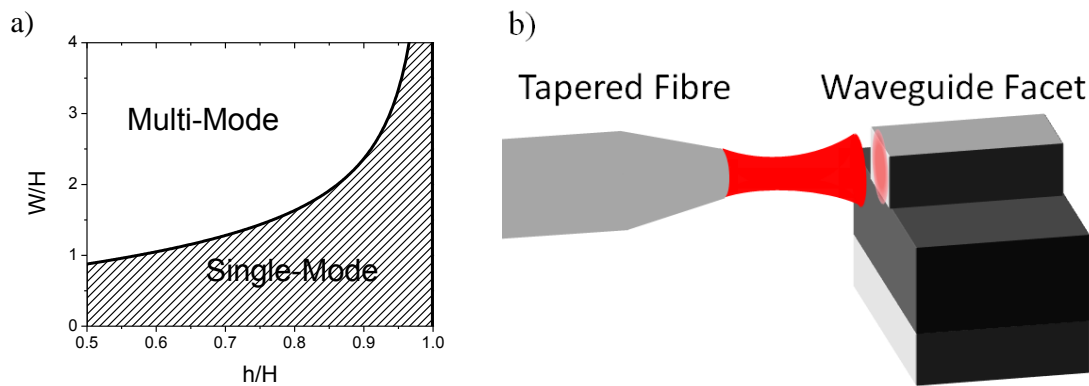 a)
4
3
2
1
0
W/H
Multi-Mode
Single-Mode
0.5 0.6 0.7 0.8 0.9 1.0
h/H
b)
Tapered Fibre
Waveguide Facet